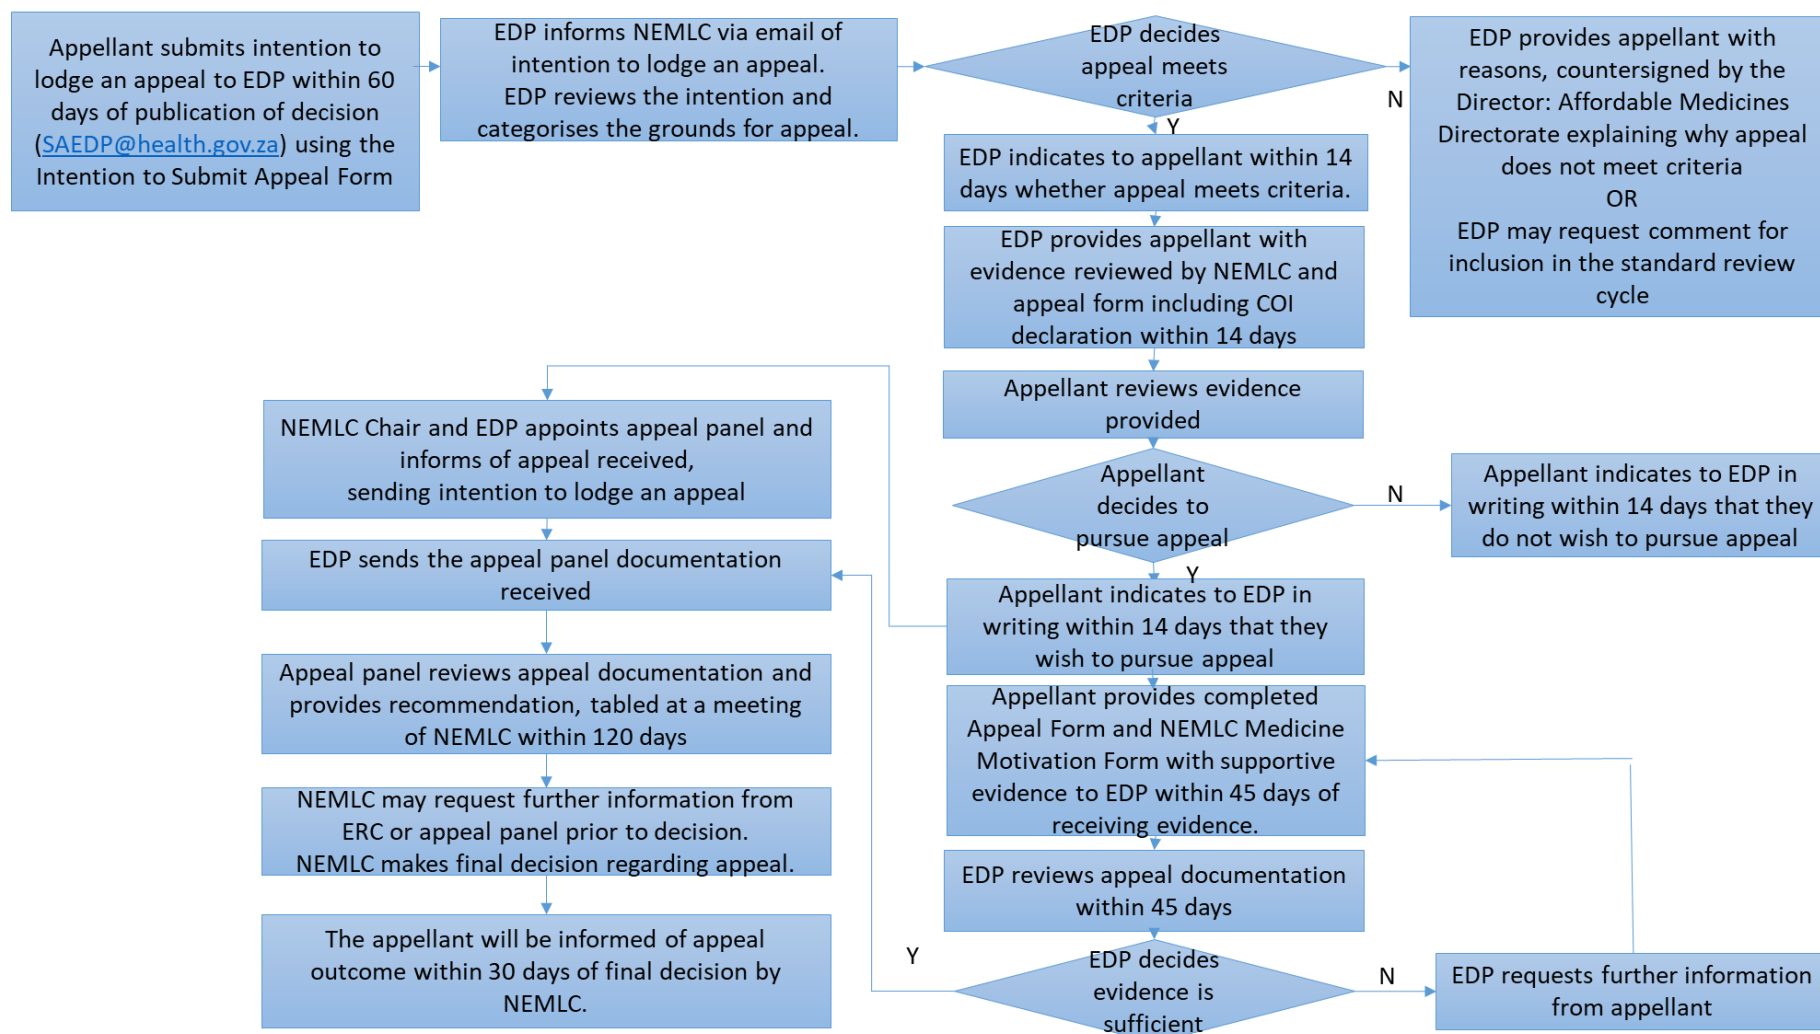 Appellant submits intention to
lodge an appeal to EDP within 60
days of publication of decision
(SAEDP@health.gov.za) using the
Intention to Submit Appeal Form
EDP informs NEMLC via email of
intention to lodge an appeal.
EDP reviews the intention and
categorises the grounds for appeal.
EDP decides
appeal meets
criteria
N
EDP provides appellant with
reasons, countersigned by the
Director: Affordable Medicines
Directorate explaining why appeal
does not meet criteria
OR
EDP may request comment for
inclusion in the standard review
cycle
Y
EDP indicates to appellant within 14
days whether appeal meets criteria.
EDP provides appellant with
evidence reviewed by NEMLC and
appeal form including COI
declaration within 14 days
Appellant reviews evidence
provided
Appellant
decides to
pursue appeal
N
Appellant indicates to EDP in
writing within 14 days that they
do not wish to pursue appeal
Y
Appellant indicates to EDP in
writing within 14 days that they
wish to pursue appeal
Appellant provides completed
Appeal Form and NEMLC Medicine
Motivation Form with supportive
evidence to EDP within 45 days of
receiving evidence.
EDP reviews appeal documentation
within 45 days
EDP decides
evidence is
sufficient
N
EDP requests further information
from appellant
Y
NEMLC Chair and EDP appoints appeal panel and
informs of appeal received,
sending intention to lodge an appeal
EDP sends the appeal panel documentation
received
Appeal panel reviews appeal documentation and
provides recommendation, tabled at a meeting
of NEMLC within 120 days
NEMLC may request further information from
ERC or appeal panel prior to decision.
NEMLC makes final decision regarding appeal.
The appellant will be informed of appeal
outcome within 30 days of final decision by
NEMLC.